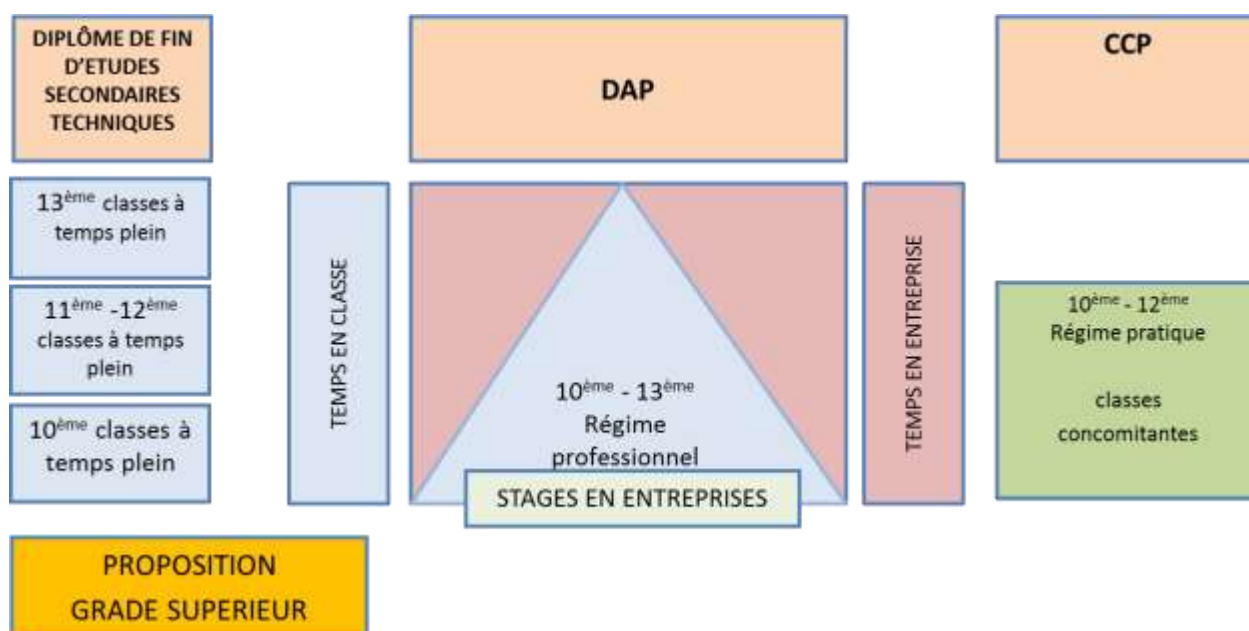 DIPLÔME DE FIN
D'ETUDES
SECONDAIRES
TECHNIQUES
DAP
CCP
13ème classes à
temps plein
11ème -12ème
classes à temps
plein
10ème classes à
temps plein
TEMPS EN CLASSE
10ème - 13ème
Régime
professionnel
STAGES EN ENTREPRISES
TEMPS EN ENTREPRISE
10ème - 12ème
Régime pratique
classes
concomitantes
PROPOSITION
GRADE SUPERIEUR